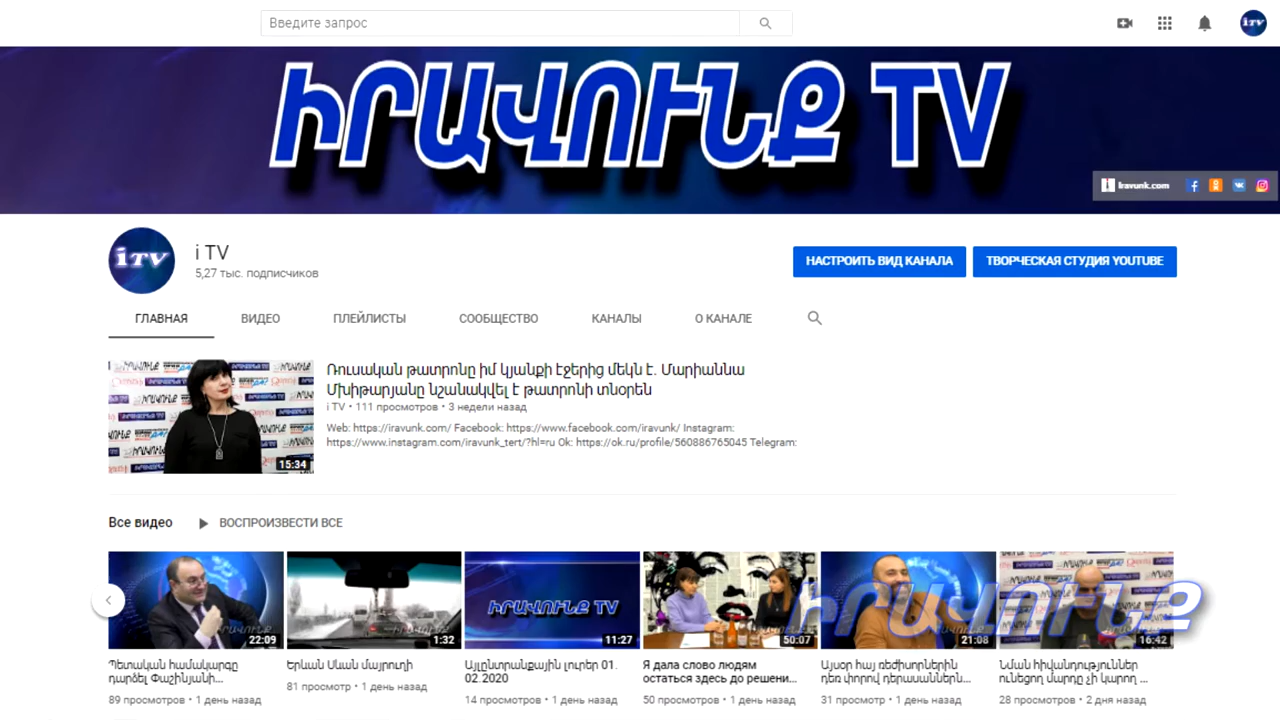 Введите запрос
iTV
ԻՐԱՎՈՒՆՔ TV
Iravunk.com
iTV
i TV
5,27 тыс. подписчиков
НАСТРОИТЬ ВИД КАНАЛА
ТВОРЧЕСКАЯ СТУДИЯ YOUTUBE
ГЛАВНАЯ
ВИДЕО
ПЛЕЙЛИСТЫ
СООБЩЕСТВО
КАНАЛЫ
О КАНАЛЕ
15:34
Ռուսական թատրոնը իմ կյանքի էջերից մեկն է. Մարիաննա
Մխիթարյանը նշանակվել է թատրոնի տնօրեն
i TV • 111 просмотров • 3 недели назад
Web: https://iravunk.com/ Facebook: https://www.facebook.com/iravunk/ Instagram:
https://www.instagram.com/iravunk_tert/?hl=ru Ok: https://ok.ru/profile/560886765045 Telegram:
Все видео
ВОСПРОИЗВЕСТИ ВСЕ
22:09
1:32
ԻՐԱՎՈՒՆՔ TV
11:27
50:07
21:08
16:42
ԻՐԱՎՈՒՆՔ
Պետական համակարգը
դարձել Փաշինյանի...
89 просмотров • 1 день назад
Երևան Սևան մայրուղի
81 просмотр • 1 день назад
Այլընտրանքային լուրեր 01.
02.2020
14 просмотров • 1 день назад
Я дала слово людям
остаться здесь до решени...
50 просмотров • 1 день назад
Այսօր հայ ռեժիսորներին
դեռ փորով դերասաններն...
31 просмотр • 1 день назад
Նման հիվանդություններ
ունեցող մարդը չի կարող ...
28 просмотров • 2 дня назад